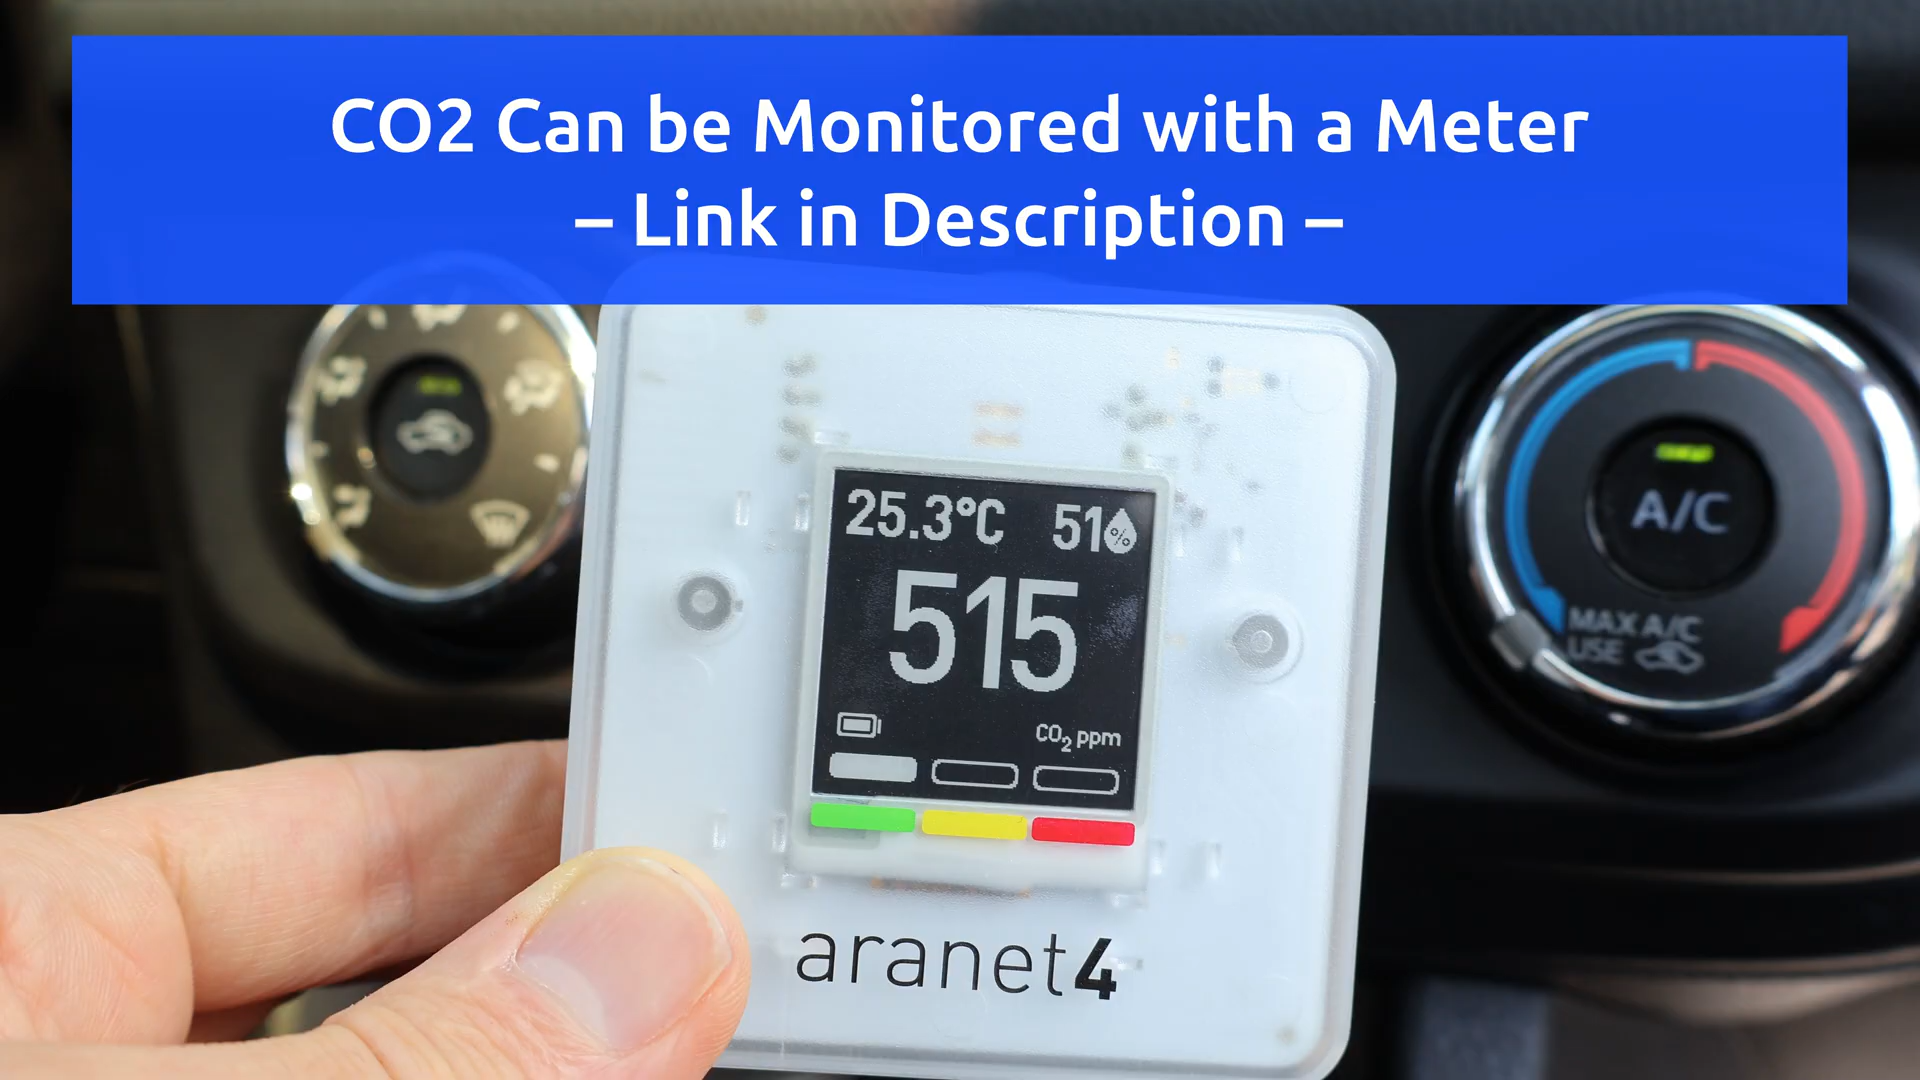 CO2 Can be Monitored with a Meter
– Link in Description –
25.3°C 51%
515
CO2 ppm
aranet4
A/C
MAX A/C
USE